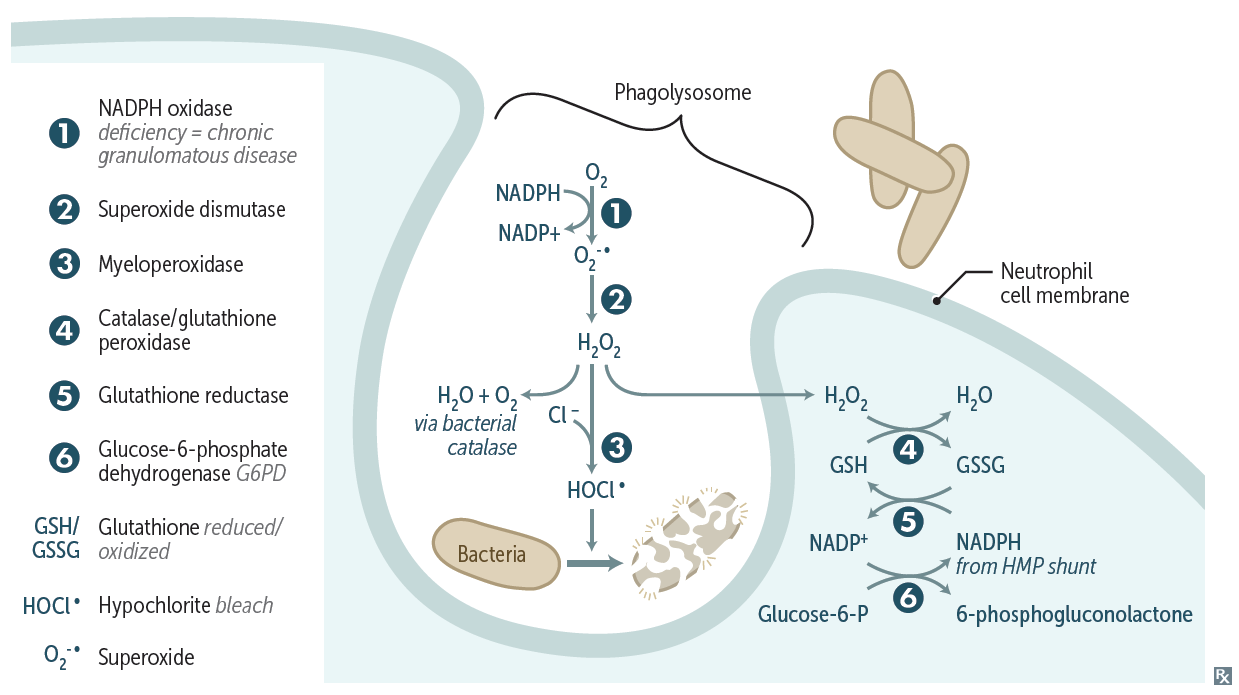 1 NADPH oxidase
deficiency = chronic
granulomatous disease
2 Superoxide dismutase
3 Myeloperoxidase
4 Catalase/glutathione
peroxidase
5 Glutathione reductase
6 Glucose-6-phosphate
dehydrogenase G6PD
GSH/
GSSG
Glutathione reduced/
oxidized
HOCl• Hypochlorite bleach
O₂⁻• Superoxide
Phagolysosome
O₂
NADPH
1
NADP+
O₂⁻•
2
H₂O₂
H₂O + O₂
via bacterial
catalase
Cl⁻
3
HOCl•
Bacteria
Neutrophil
cell membrane
H₂O₂ H₂O
4
GSH GSSG
5
NADP⁺ NADPH
from HMP shunt
6
Glucose-6-P 6-phosphogluconolactone
Rx